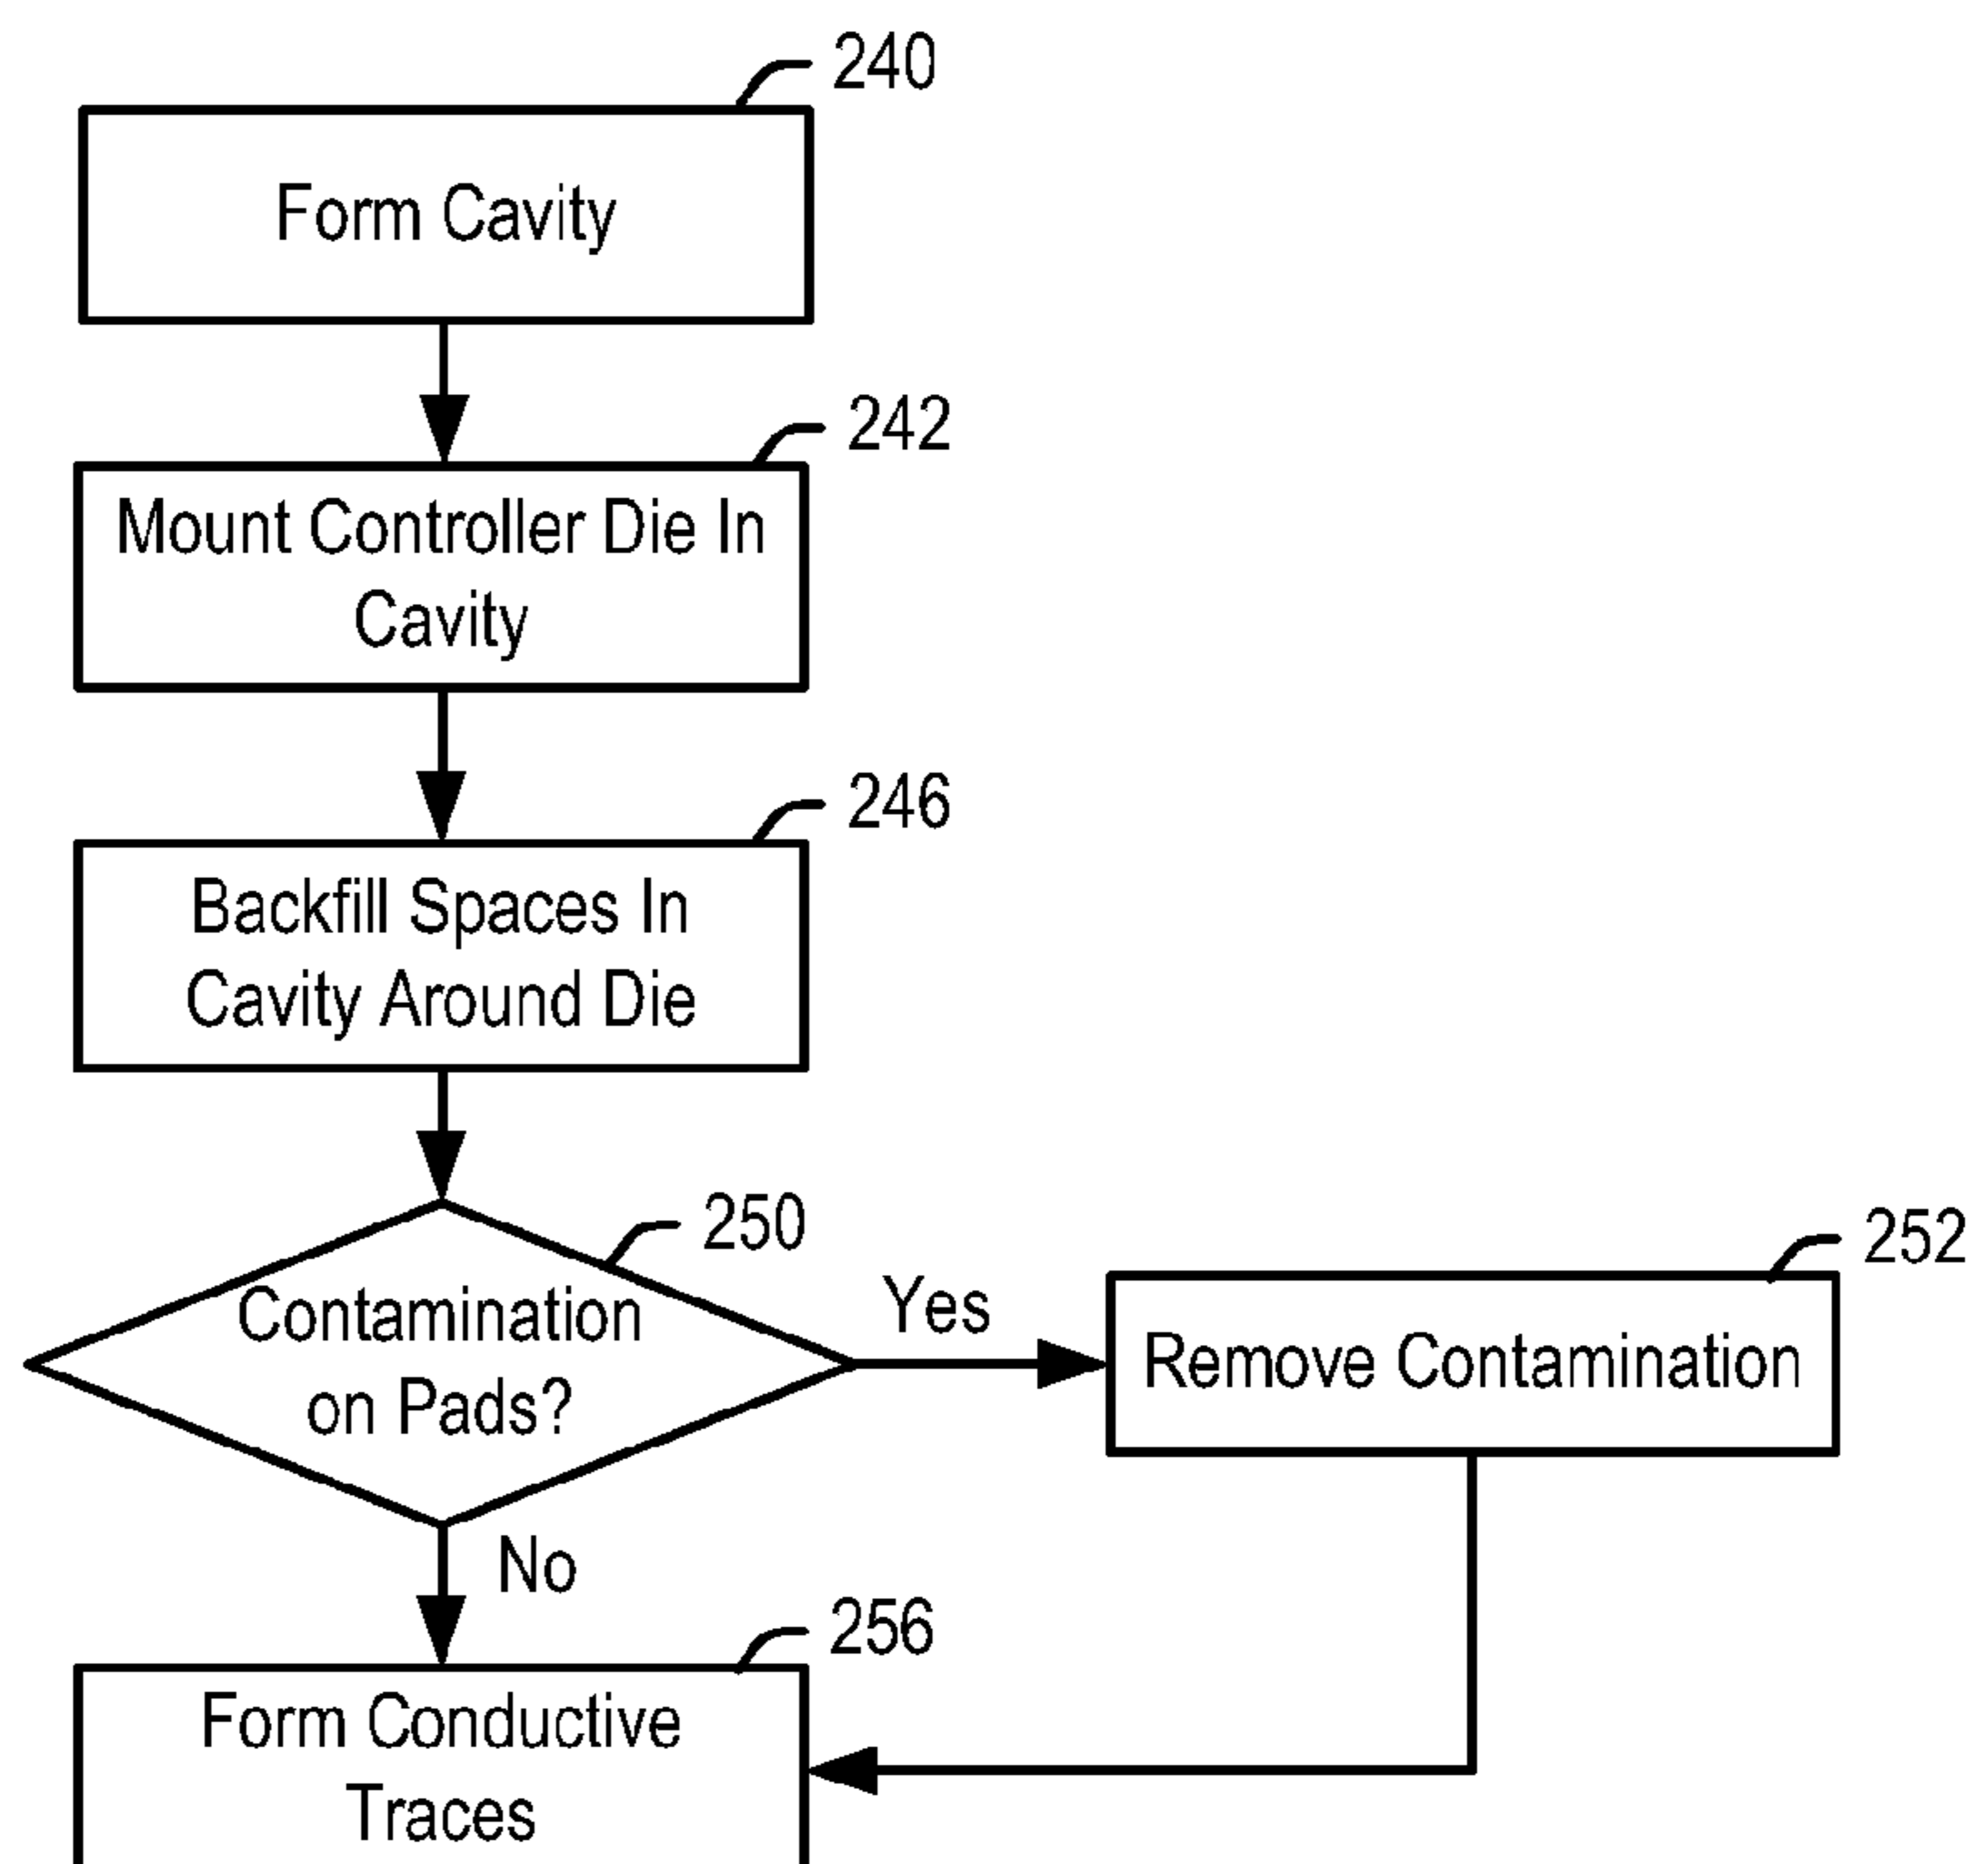 240
Form Cavity
242
Mount Controller Die In
Cavity
246
Backfill Spaces In
Cavity Around Die
250
Contamination
on Pads?
Yes
252
Remove Contamination
No
256
Form Conductive
Traces